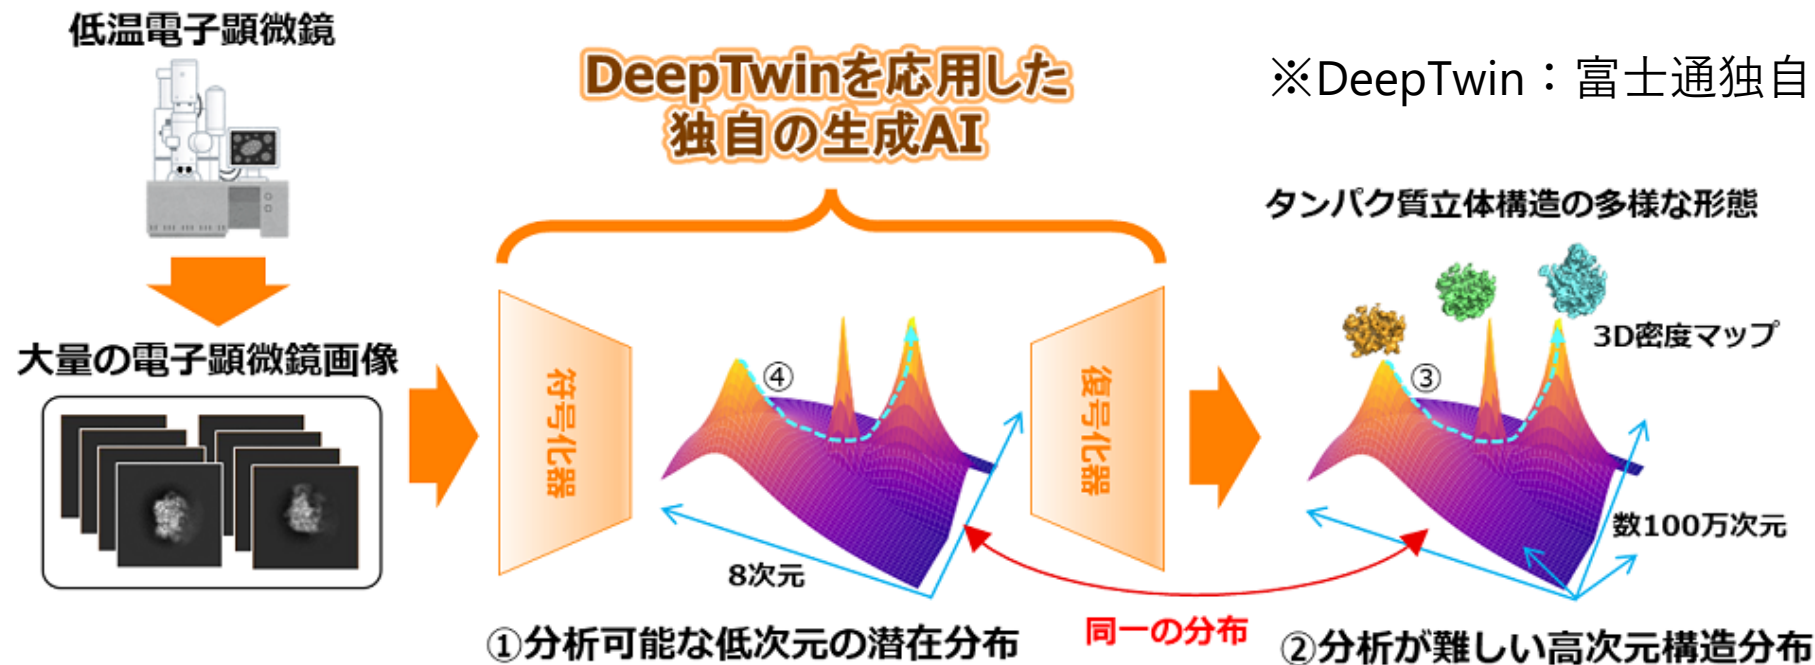 低温電子顕微鏡
DeepTwinを応用した
独自の生成AI
※DeepTwin：富士通独自
タンパク質立体構造の多様な形態
3D密度マップ
大量の電子顕微鏡画像
符号化器
④
復号化器
③
8次元
数100万次元
同一の分布
①分析可能な低次元の潜在分布
②分析が難しい高次元構造分布